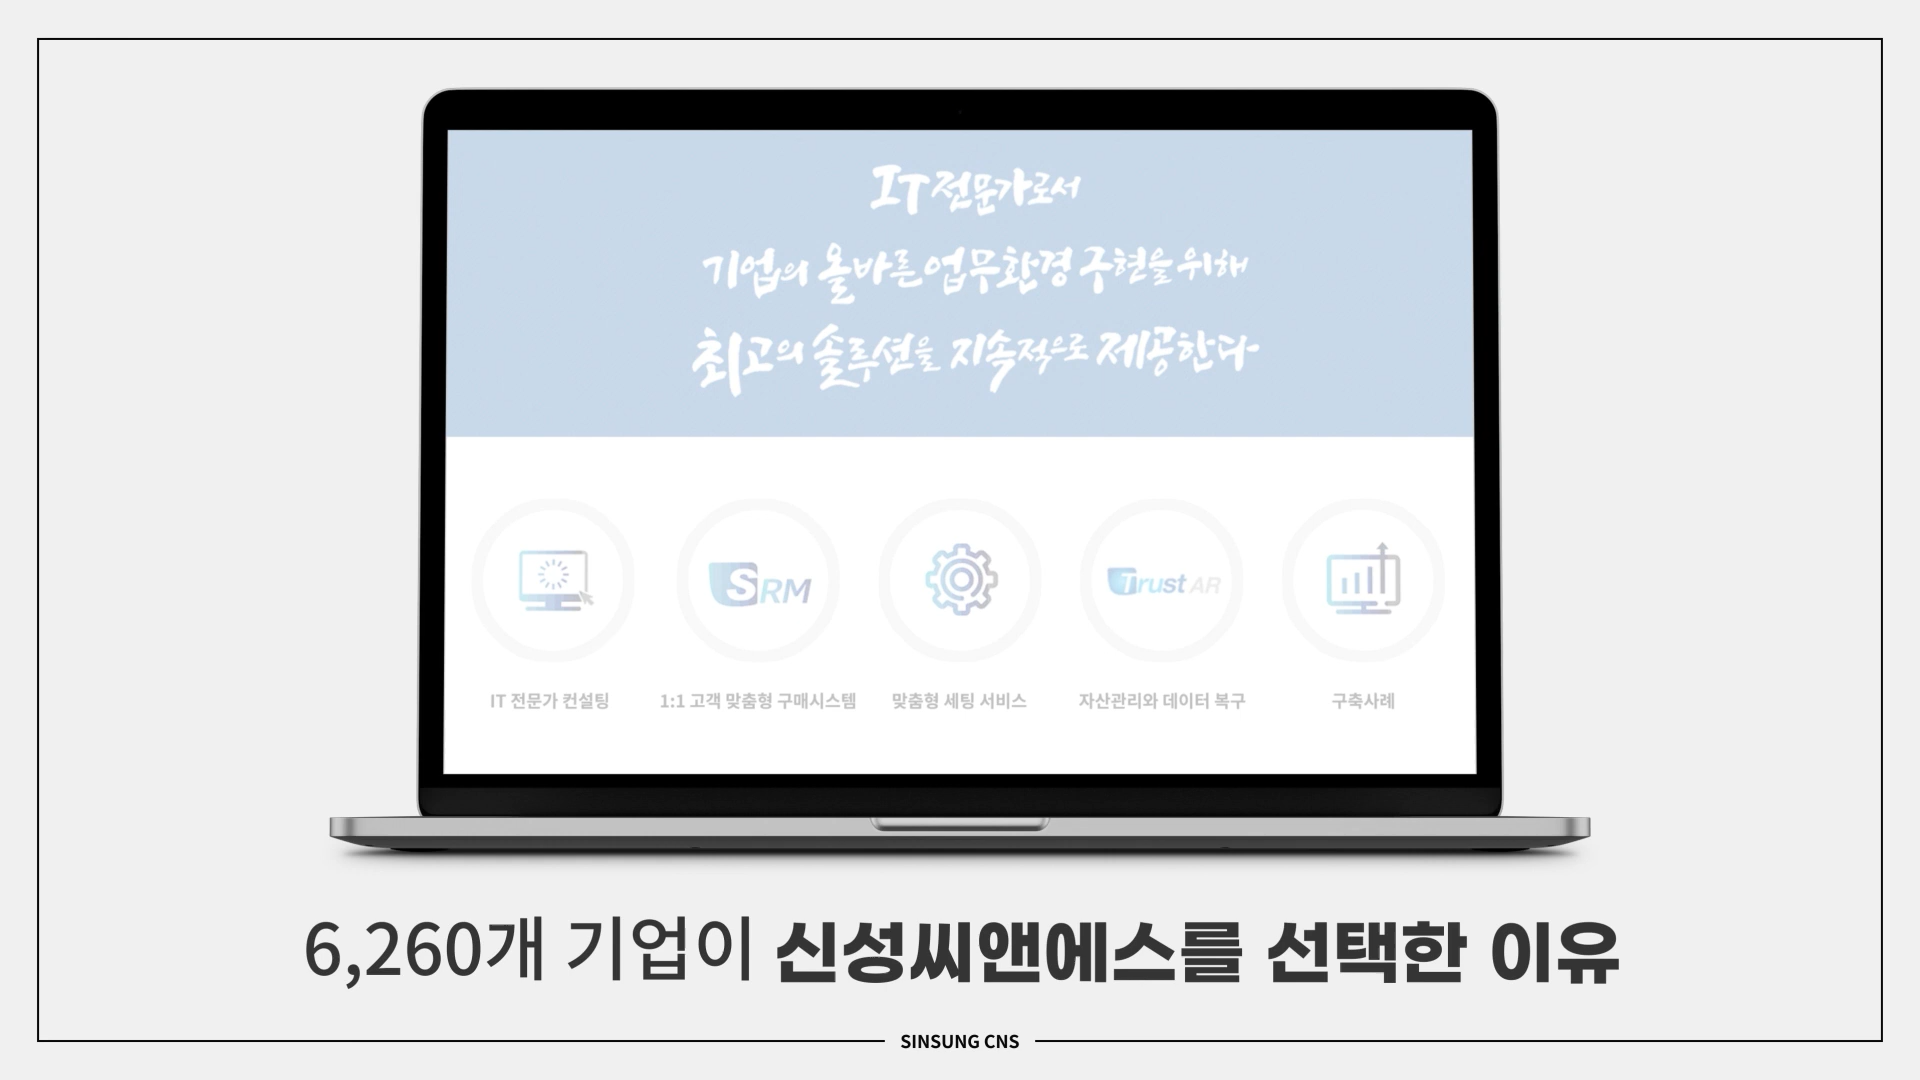 IT 전문가로서
기업의 올바른 업무환경 구현을 위해
최고의 솔루션을 지속적으로 제공한다
SRM
Trust AR
IT 전문가 컨설팅
1:1 고객 맞춤형 구매시스템
맞춤형 세팅 서비스
자산관리와 데이터 복구
구축사례
6,260개 기업이 신성씨앤에스를 선택한 이유
SINSUNG CNS